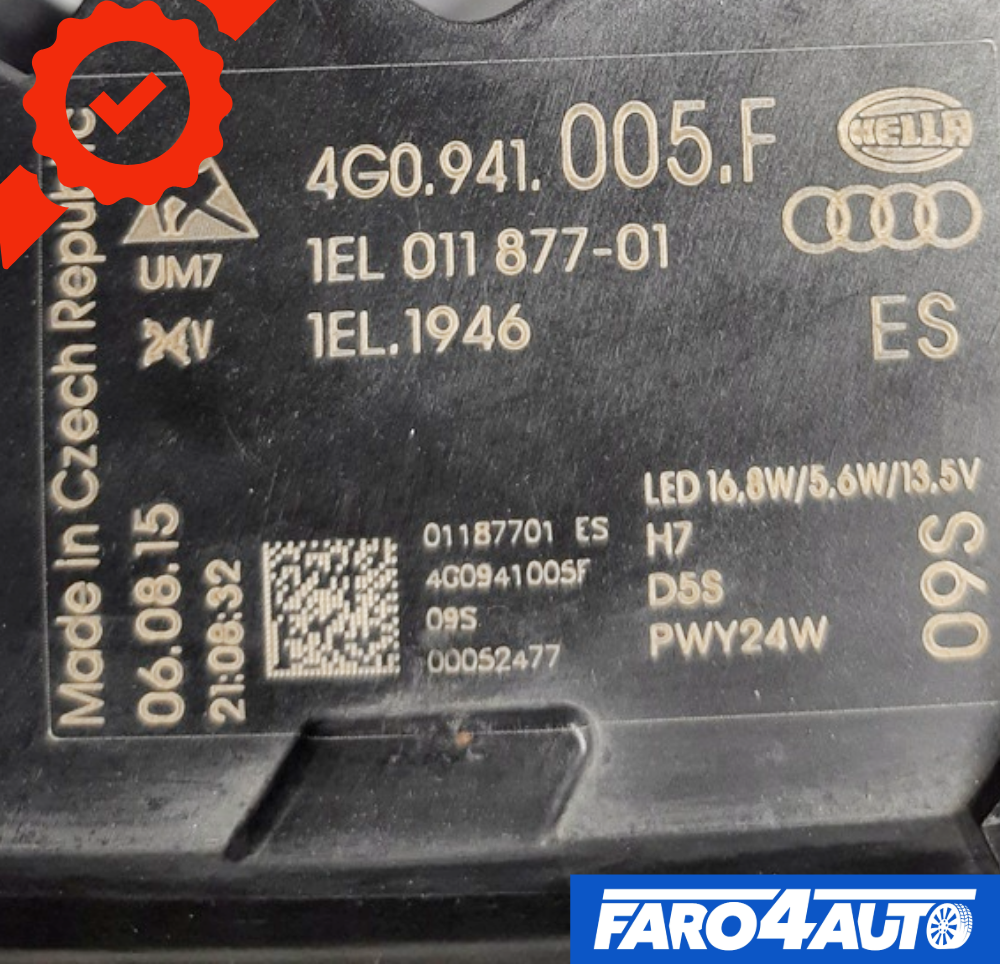 4G0.941.005.F
HELLA
1EL 011 877-01
1EL.1946
ES
UM7
Made In Czech Republic
06.08.15
21:08:32
01187701 ES
4G0941005F
09S
00052477
LED 16,8W/5,6W/13,5V
H7
D5S
PWY24W
09S
FARO4AUTO